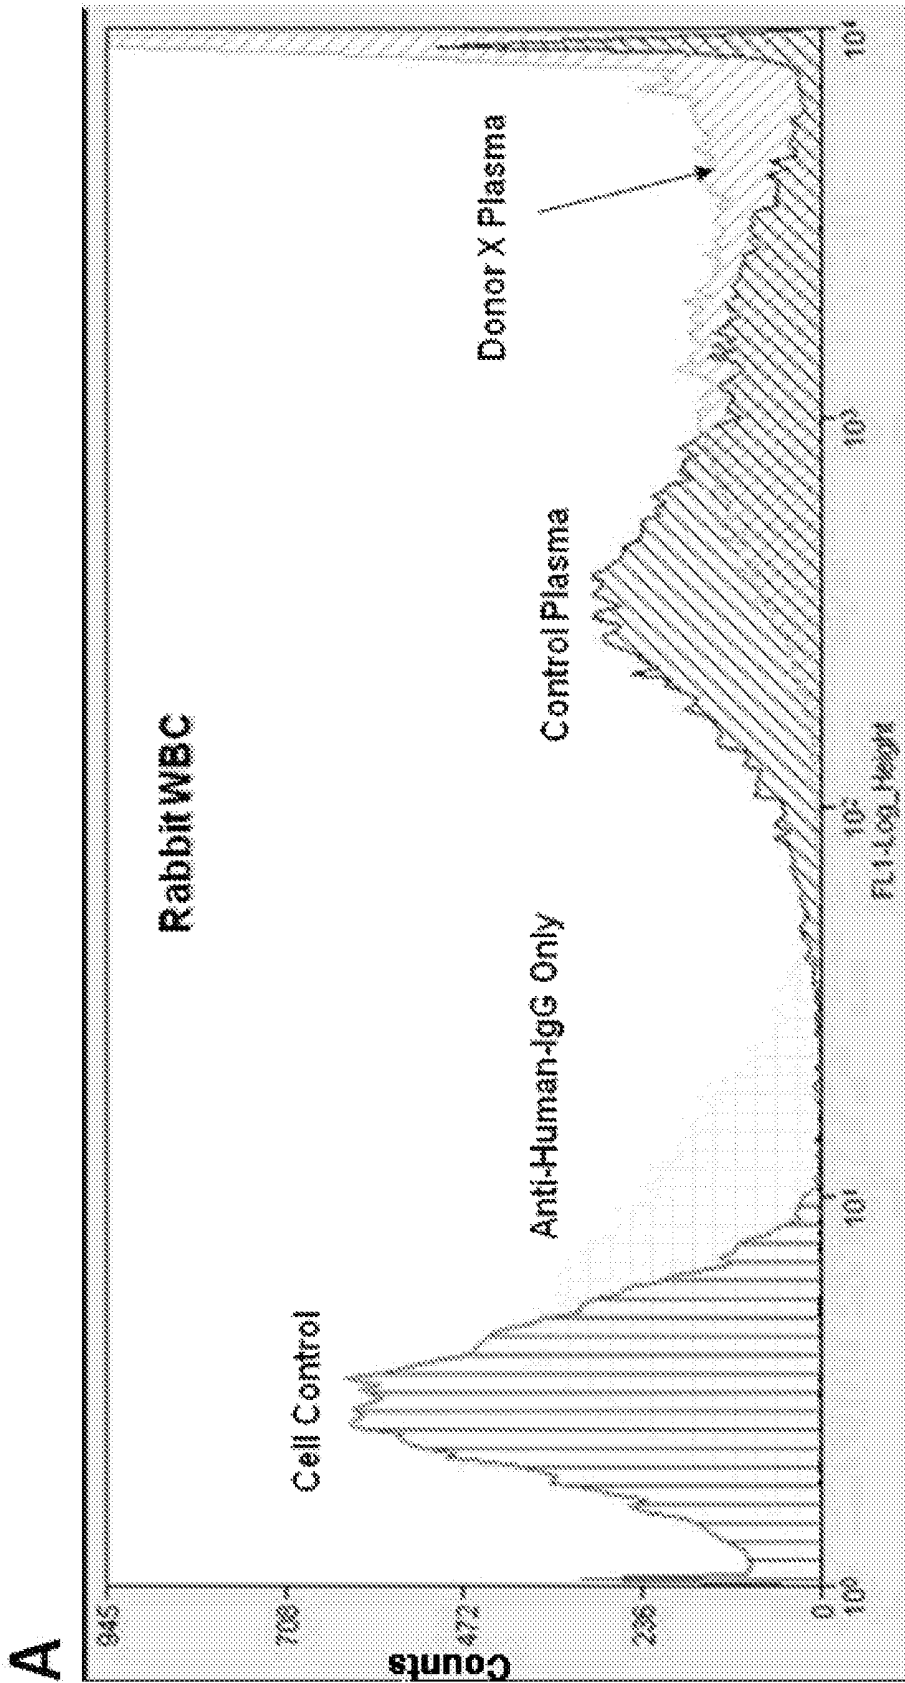 A
Rabbit WBC
Cell Control
Anti-Human-IgG Only
Control Plasma
Donor X Plasma
Counts
945
708
472
236
0
10⁰
10¹
10²
10³
10⁴
FL1-Log_Height